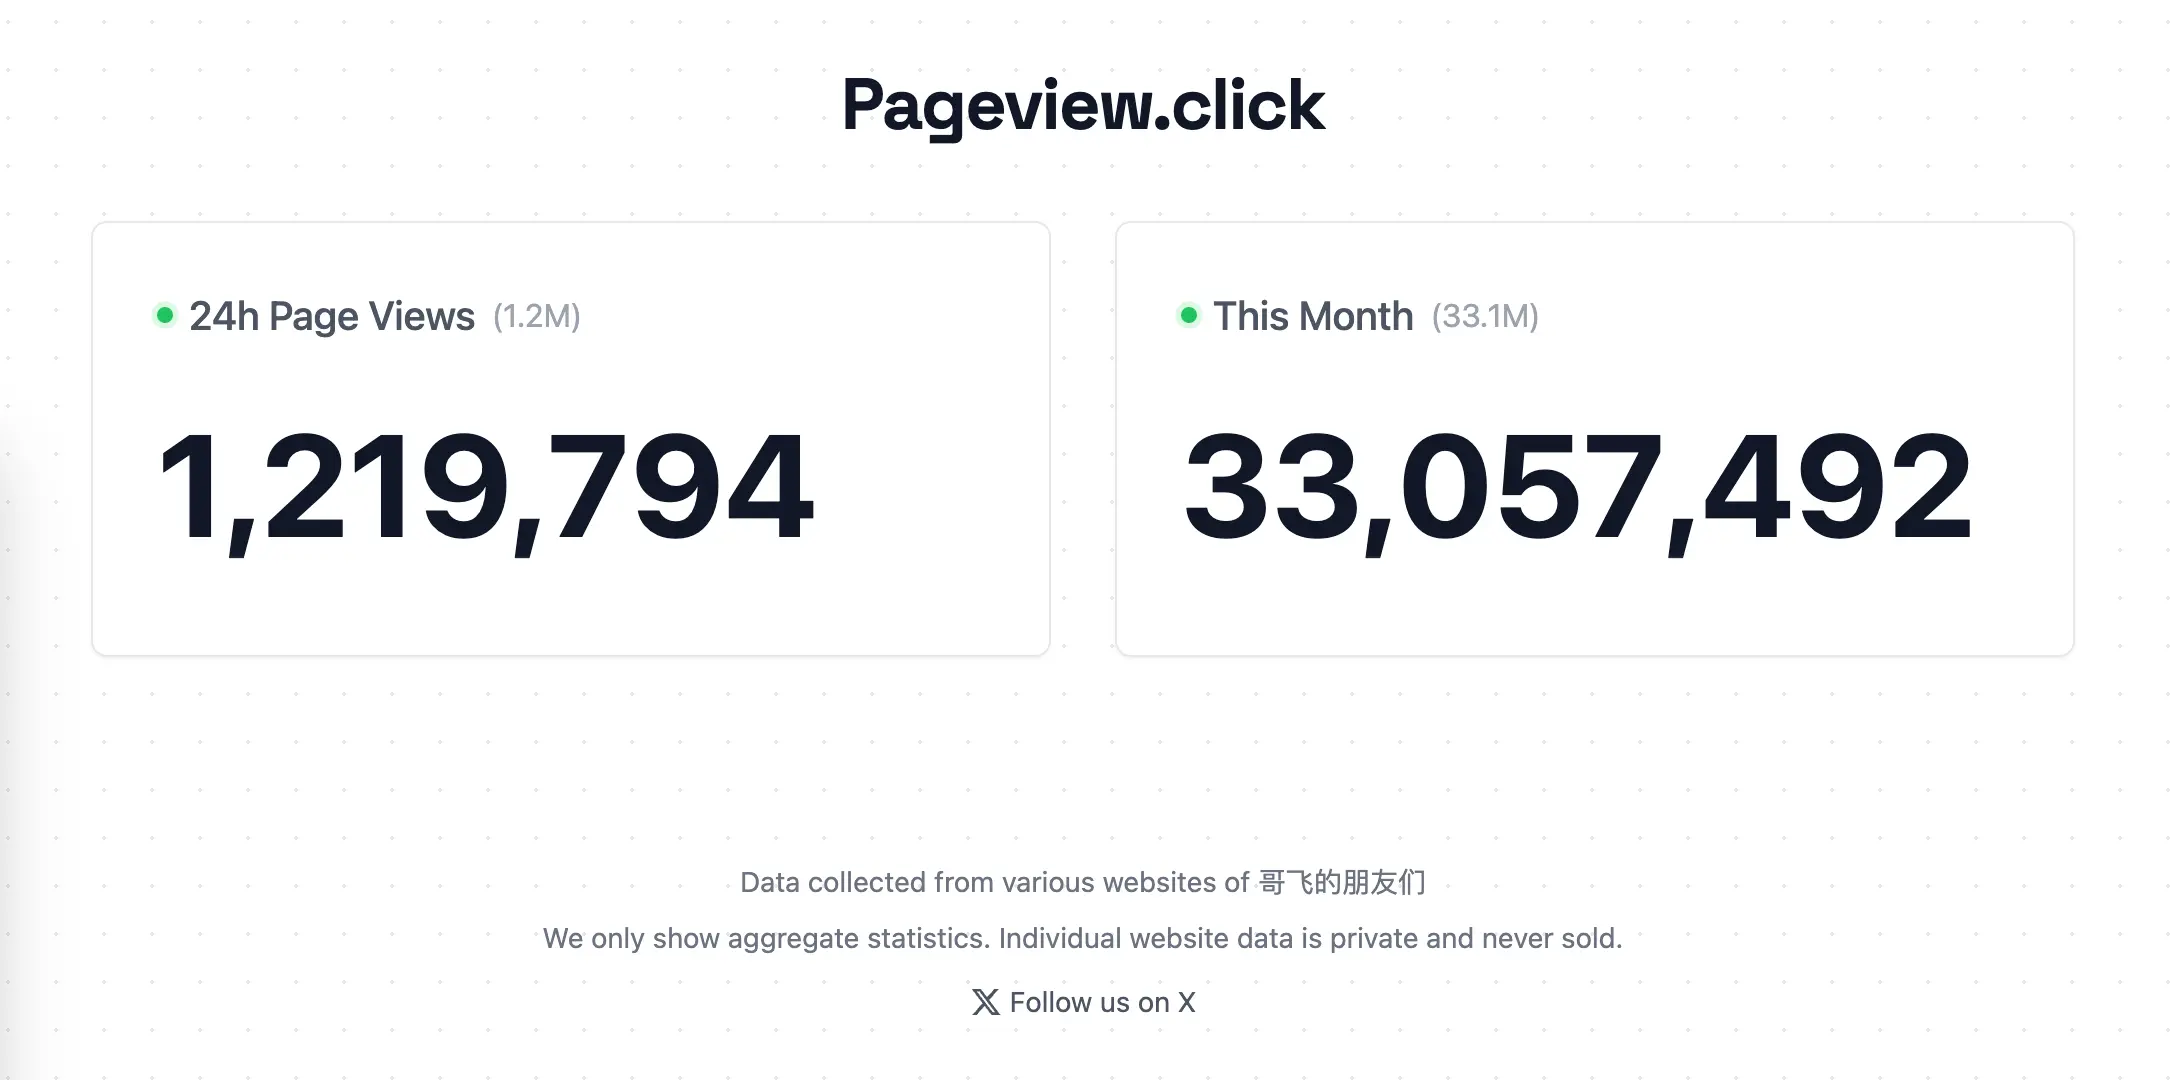 Pageview.click
24h Page Views (1.2M)
1,219,794
This Month (33.1M)
33,057,492
Data collected from various websites of 哥飞的朋友们
We only show aggregate statistics. Individual website data is private and never sold.
Follow us on X